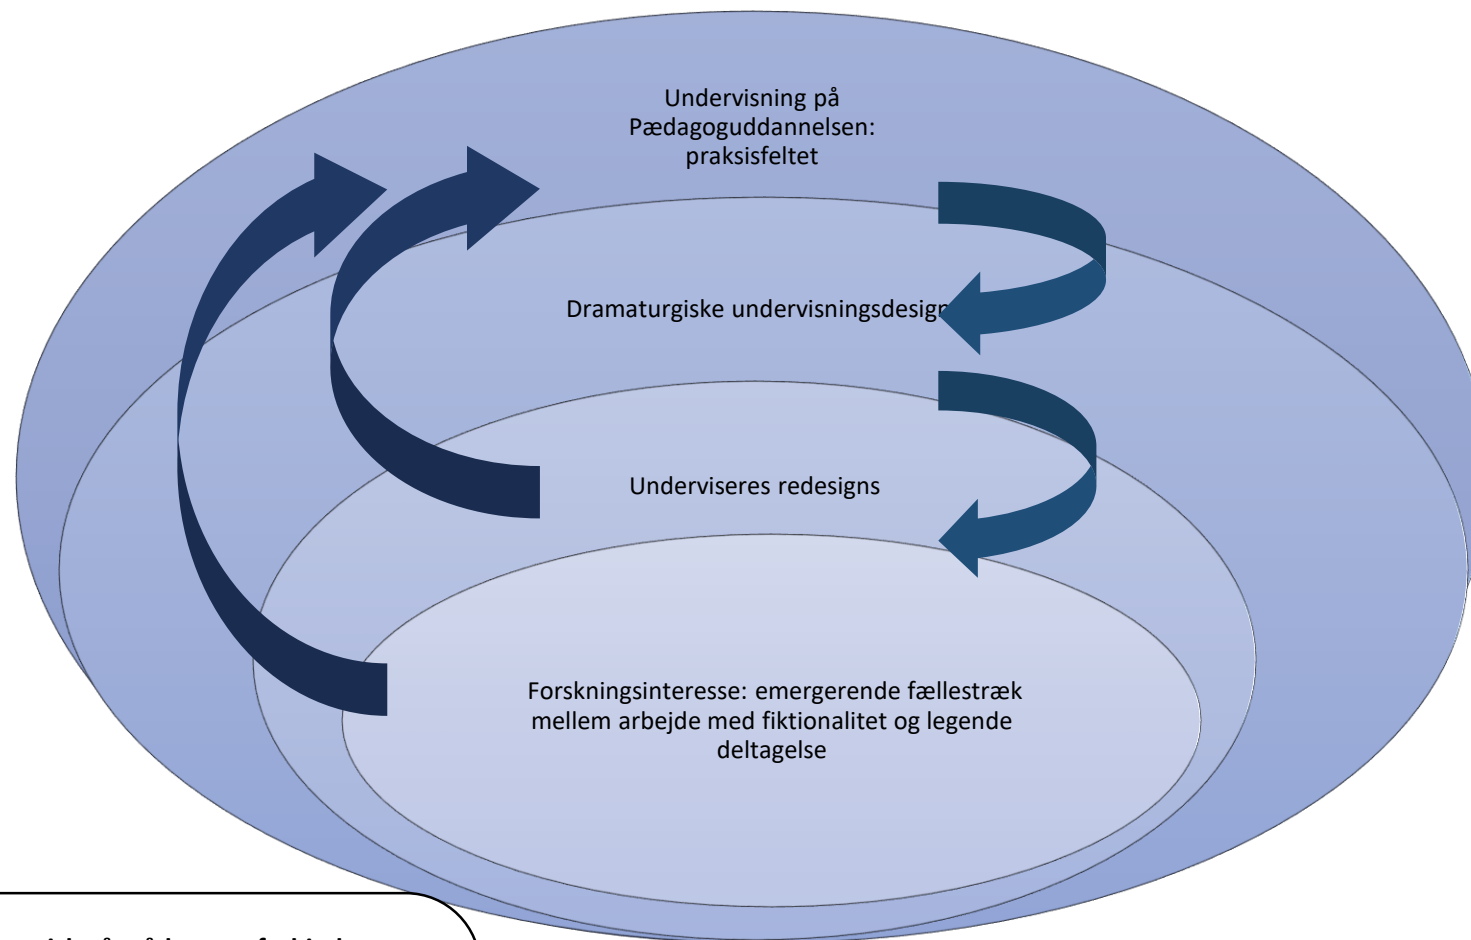 Undervisning på
Pædagoguddannelsen:
praksisfeltet
Dramaturgiske undervisningsdesign
Underviseres redesigns
Forskningsinteresse: emergerende fællestræk
mellem arbejde med fiktionalitet og legende
deltagelse